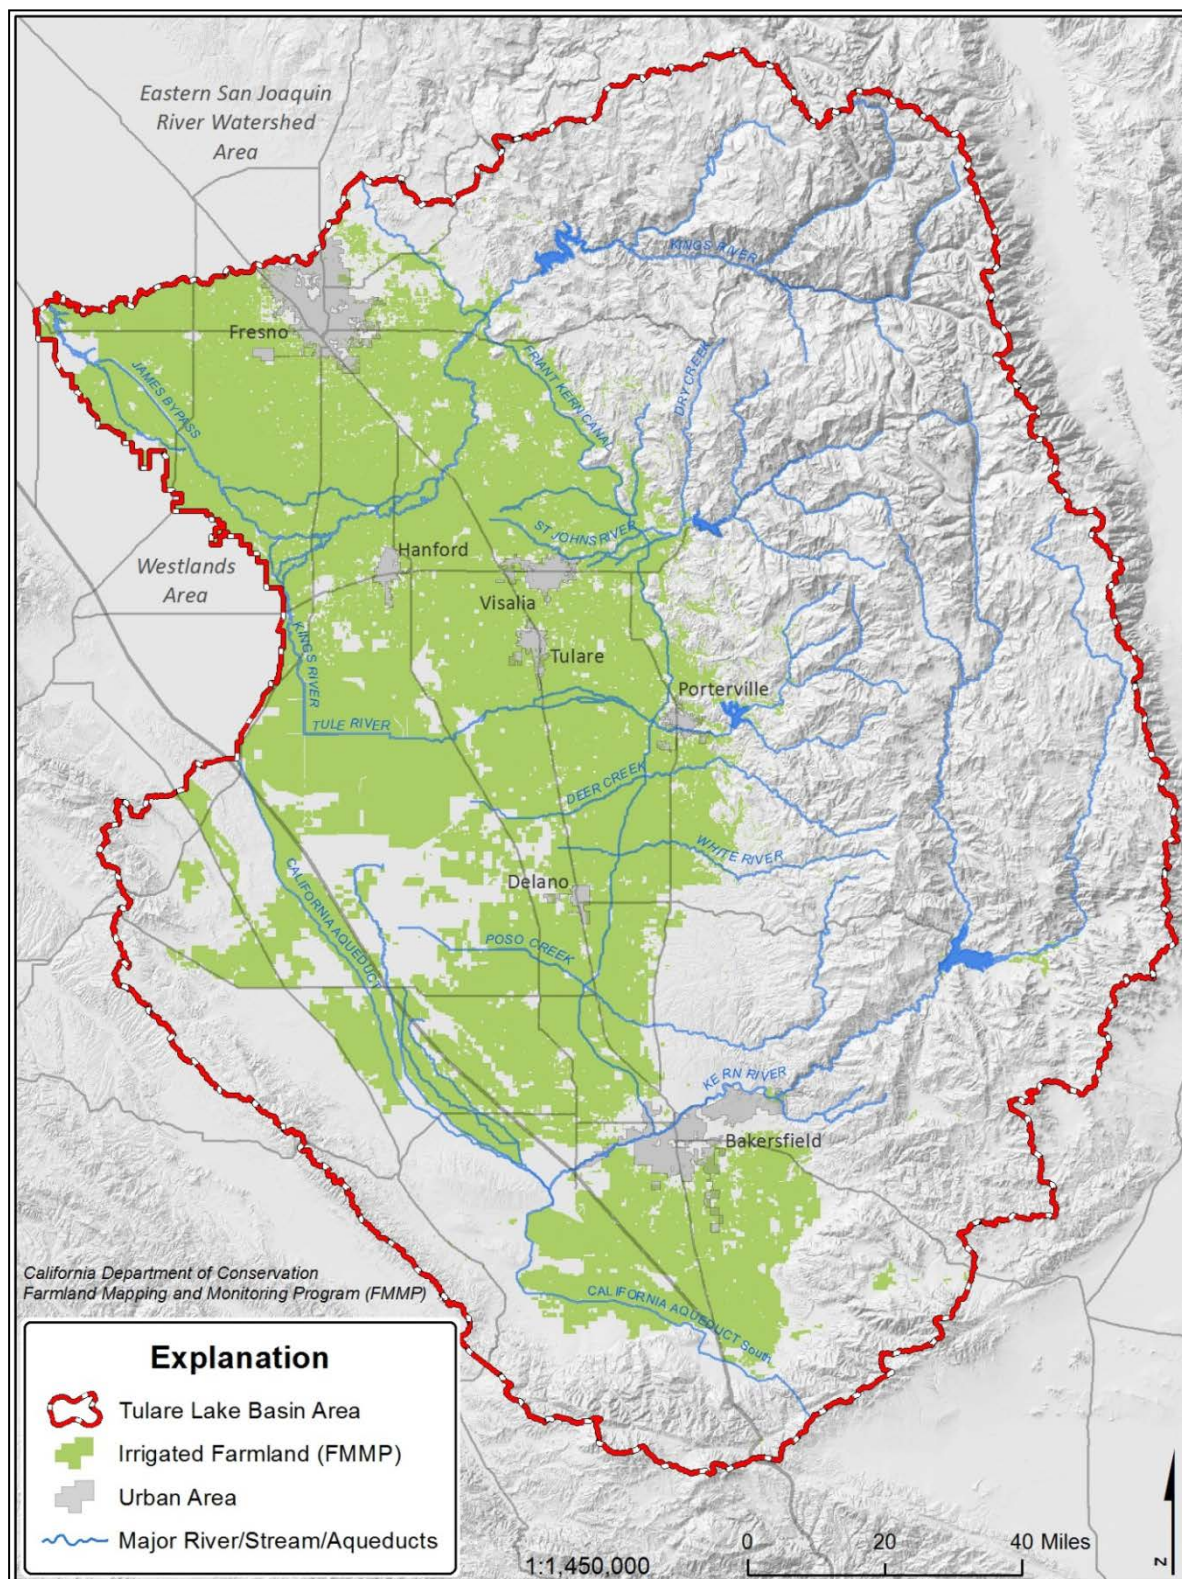 Eastern San Joaquin
River Watershed
Area
KINGS RIVER
Fresno
JAMES BYPASS
FRIANT KERN CANAL
DRY CREEK
ST JOHNS RIVER
Hanford
Westlands
Area
Visalia
KINGS RIVER
Tulare
Porterville
TULE RIVER
DEER CREEK
WHITE RIVER
Delano
CALIFORNIA AQUEDUCT
POSO CREEK
KERN RIVER
Bakersfield
California Department of Conservation
Farmland Mapping and Monitoring Program (FMMP)
CALIFORNIA AQUEDUCT South
Explanation
Tulare Lake Basin Area
Irrigated Farmland (FMMP)
Urban Area
Major River/Stream/Aqueducts
0 20 40 Miles
1:1,450,000
N